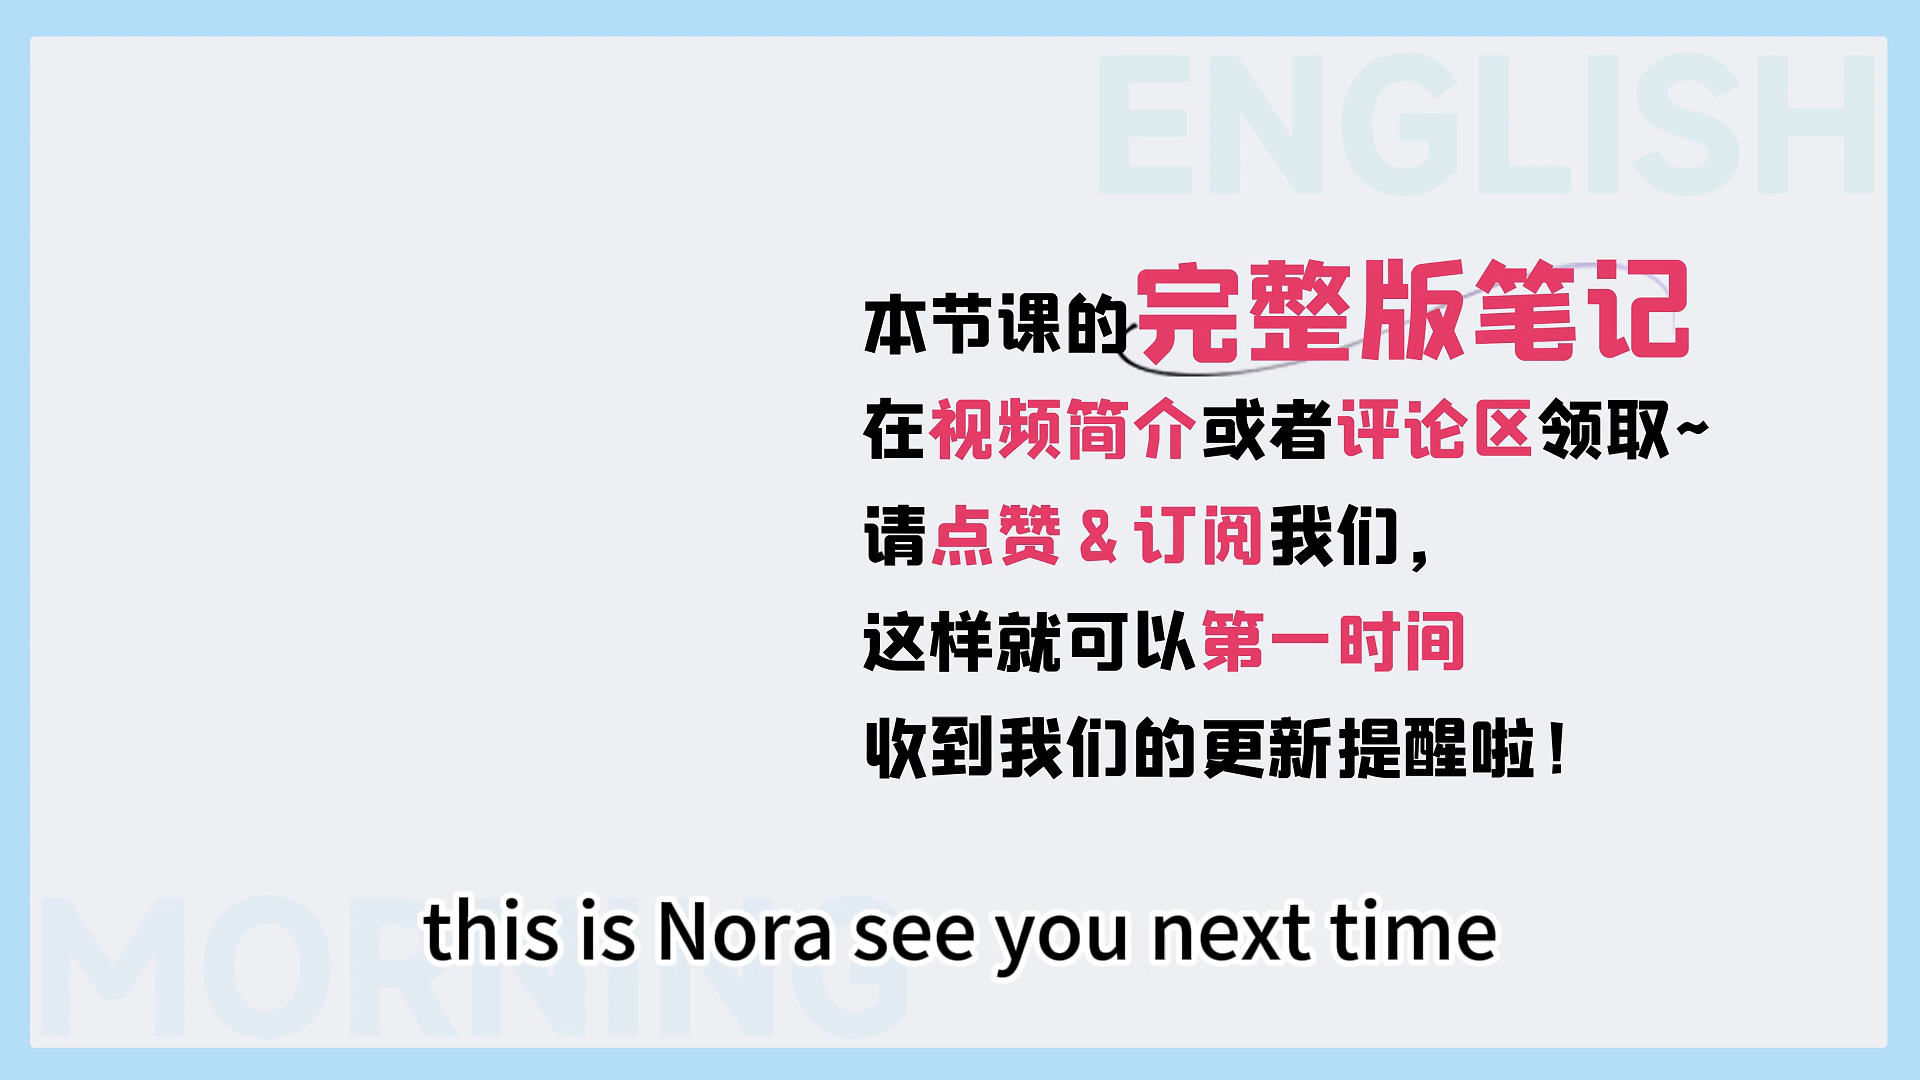 ENGLISH
本节课的完整版笔记
在视频简介或者评论区领取~
请点赞&订阅我们，
这样就可以第一时间
收到我们的更新提醒啦！
MORNING
this is Nora see you next time